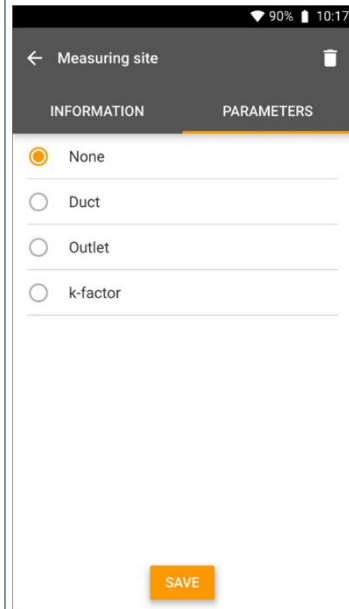 90% 10:17
Measuring site
INFORMATION PARAMETERS
None
Duct
Outlet
k-factor
SAVE